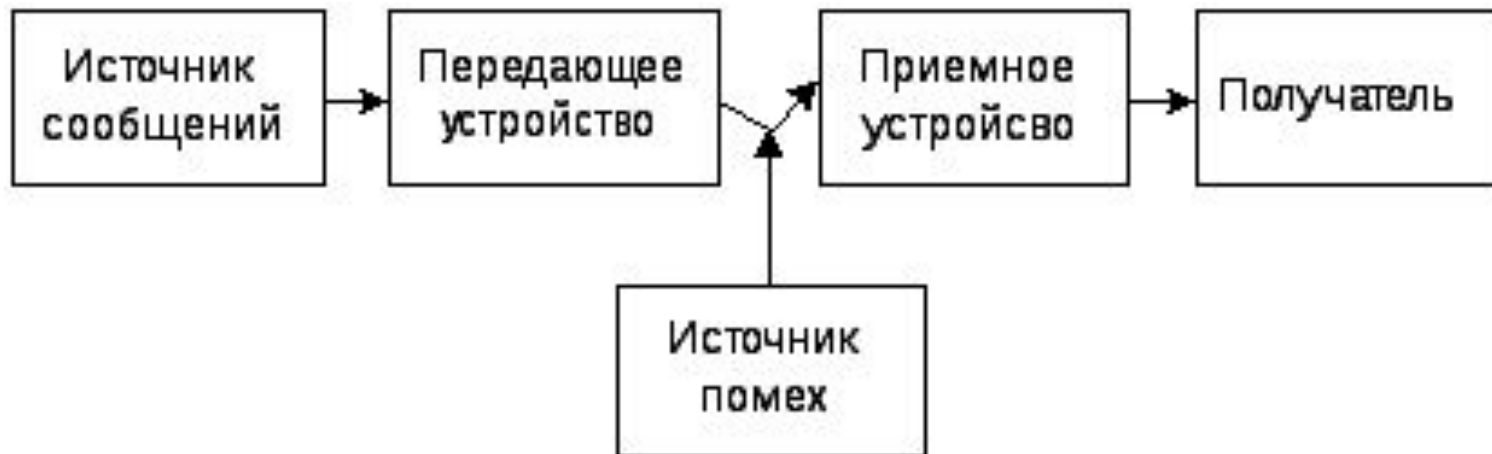 Источник
сообщений
Передающее
устройство
Приемное
устройсво
Получатель
Источник
помех